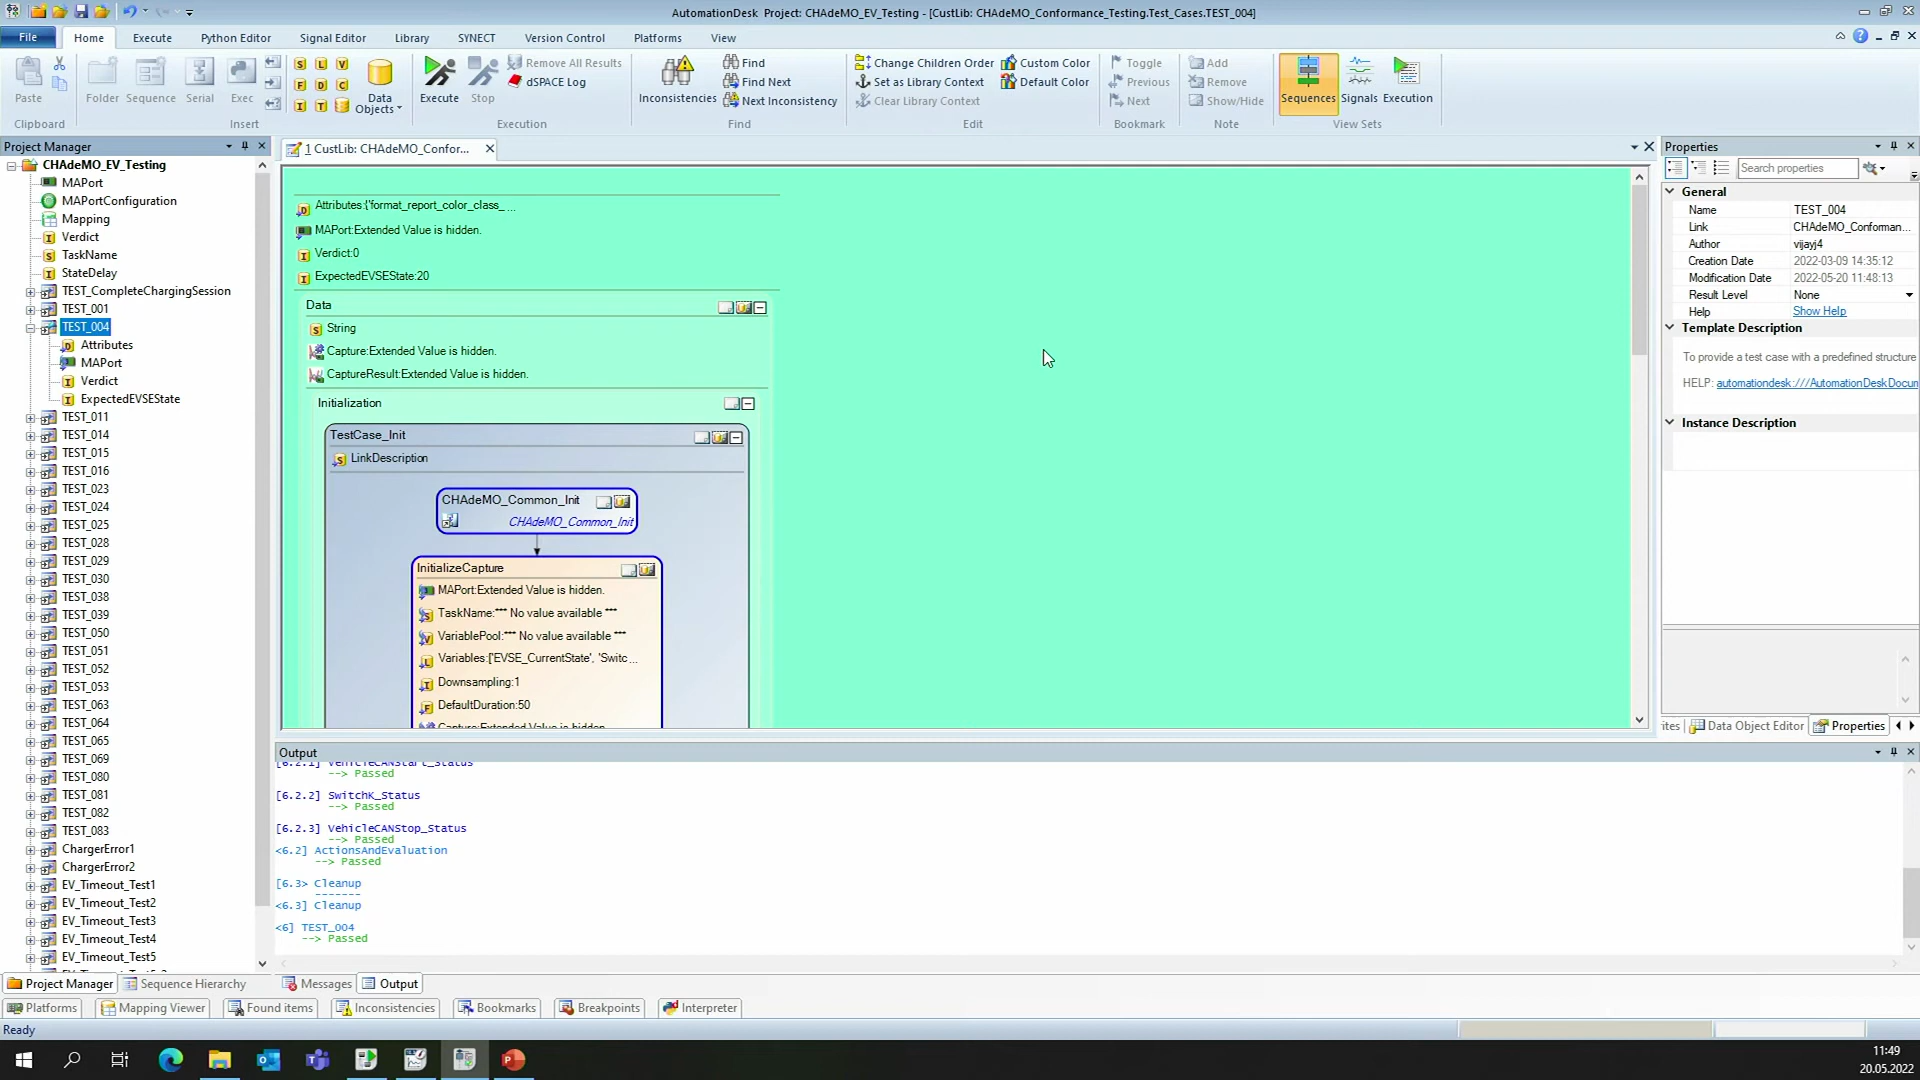 AutomationDesk  Project: CHAdeMO_EV_Testing - [CustLib: CHAdeMO_Conformance_Testing.Test_Cases.TEST_004]
File Home Execute Python Editor Signal Editor Library SYNECT Version Control Platforms View
Paste Folder Sequence Serial Exec Data Objects
S L V
F D C
I T
Execute Stop Remove All Results
dSPACE Log
Inconsistencies Find
Find Next
Next Inconsistency
Change Children Order Custom Color
Set as Library Context Default Color
Clear Library Context
Toggle
Previous
Next
Add
Remove
Show/Hide
Sequences Signals Execution
Clipboard Insert Execution Find Edit Bookmark Note View Sets
Project Manager
CHAdeMO_EV_Testing
MAPort
MAPortConfiguration
Mapping
Verdict
TaskName
StateDelay
TEST_CompleteChargingSession
TEST_001
TEST_004
Attributes
MAPort
Verdict
ExpectedEVSEState
TEST_011
TEST_014
TEST_015
TEST_016
TEST_023
TEST_024
TEST_025
TEST_028
TEST_029
TEST_030
TEST_038
TEST_039
TEST_050
TEST_051
TEST_052
TEST_053
TEST_063
TEST_064
TEST_065
TEST_069
TEST_080
TEST_081
TEST_082
TEST_083
ChargerError1
ChargerError2
EV_Timeout_Test1
EV_Timeout_Test2
EV_Timeout_Test3
EV_Timeout_Test4
EV_Timeout_Test5
Project Manager Sequence Hierarchy
1 CustLib: CHAdeMO_Confor...
Attributes:{'format_report_color_class_ ...
MAPort:Extended Value is hidden.
Verdict:0
ExpectedEVSEState:20
Data
String
Capture:Extended Value is hidden.
CaptureResult:Extended Value is hidden.
Initialization
TestCase_Init
LinkDescription
CHAdeMO_Common_Init
CHAdeMO_Common_Init
InitializeCapture
MAPort:Extended Value is hidden.
TaskName:*** No value available ***
VariablePool:*** No value available ***
Variables:['EVSE_CurrentState', 'Switc ...
Downsampling:1
DefaultDuration:50
Capture:Extended Value is hidden
Properties
Search properties
General
Name TEST_004
Link CHAdeMO_Conforman...
Author vijayj4
Creation Date 2022-03-09 14:35:12
Modification Date 2022-05-20 11:48:13
Result Level None
Help Show Help
Template Description
To provide a test case with a predefined structure
HELP: automationdesk:///AutomationDeskDocun
Instance Description
rites Data Object Editor Properties
Output
[6.2.1] VehicleCANStart_Status
--> Passed
[6.2.2] SwitchK_Status
--> Passed
[6.2.3] VehicleCANStop_Status
--> Passed
<6.2] ActionsAndEvaluation
--> Passed
[6.3> Cleanup
-------
<6.3] Cleanup
<6] TEST_004
--> Passed
Messages Output
Platforms Mapping Viewer Found items Inconsistencies Bookmarks Breakpoints Interpreter
Ready
11:49
20.05.2022